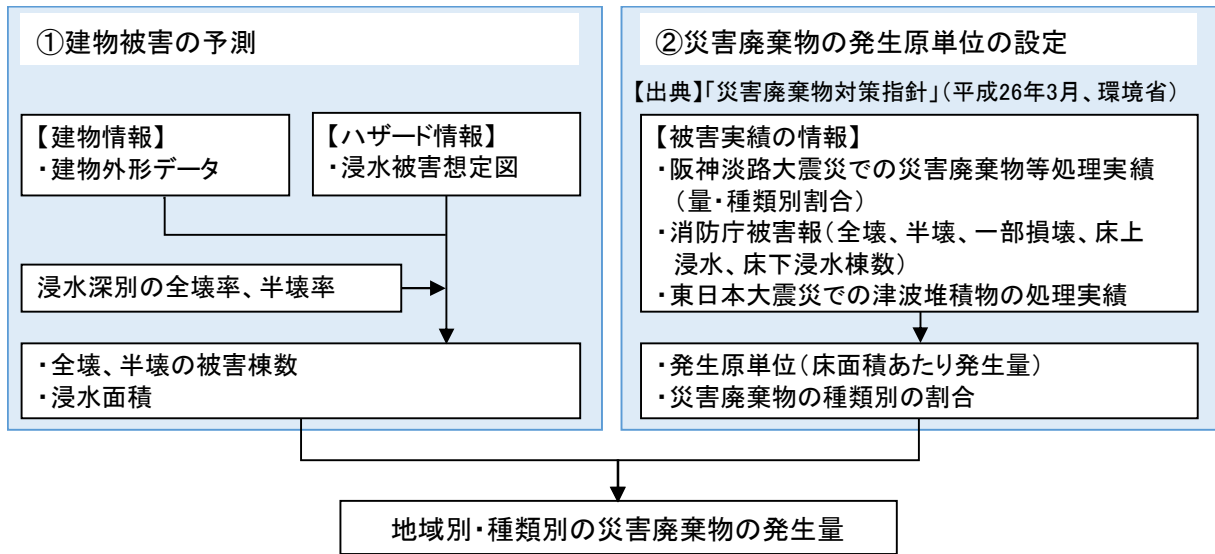 ①建物被害の予測
【建物情報】
・建物外形データ
【ハザード情報】
・浸水被害想定図
浸水深別の全壊率、半壊率
・全壊、半壊の被害棟数
・浸水面積
②災害廃棄物の発生原単位の設定
【出典】「災害廃棄物対策指針」(平成26年3月、環境省)
【被害実績の情報】
・阪神淡路大震災での災害廃棄物等処理実績
(量・種類別割合)
・消防庁被害報(全壊、半壊、一部損壊、床上
浸水、床下浸水棟数)
・東日本大震災での津波堆積物の処理実績
・発生原単位(床面積あたり発生量)
・災害廃棄物の種類別の割合
地域別・種類別の災害廃棄物の発生量